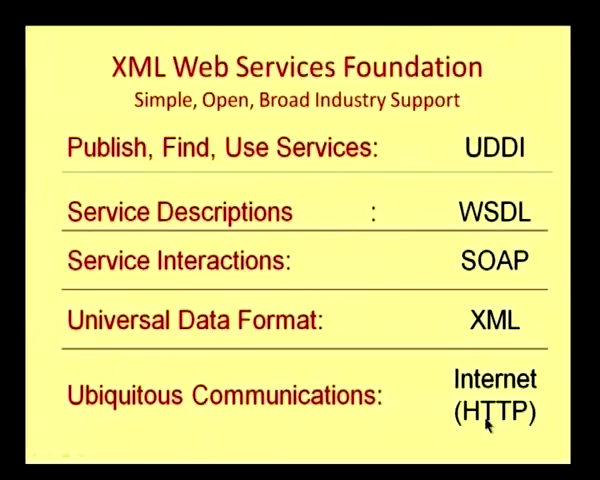 XML Web Services Foundation
Simple, Open, Broad Industry Support
Publish, Find, Use Services: UDDI
Service Descriptions : WSDL
Service Interactions: SOAP
Universal Data Format: XML
Ubiquitous Communications: Internet
(HTTP)